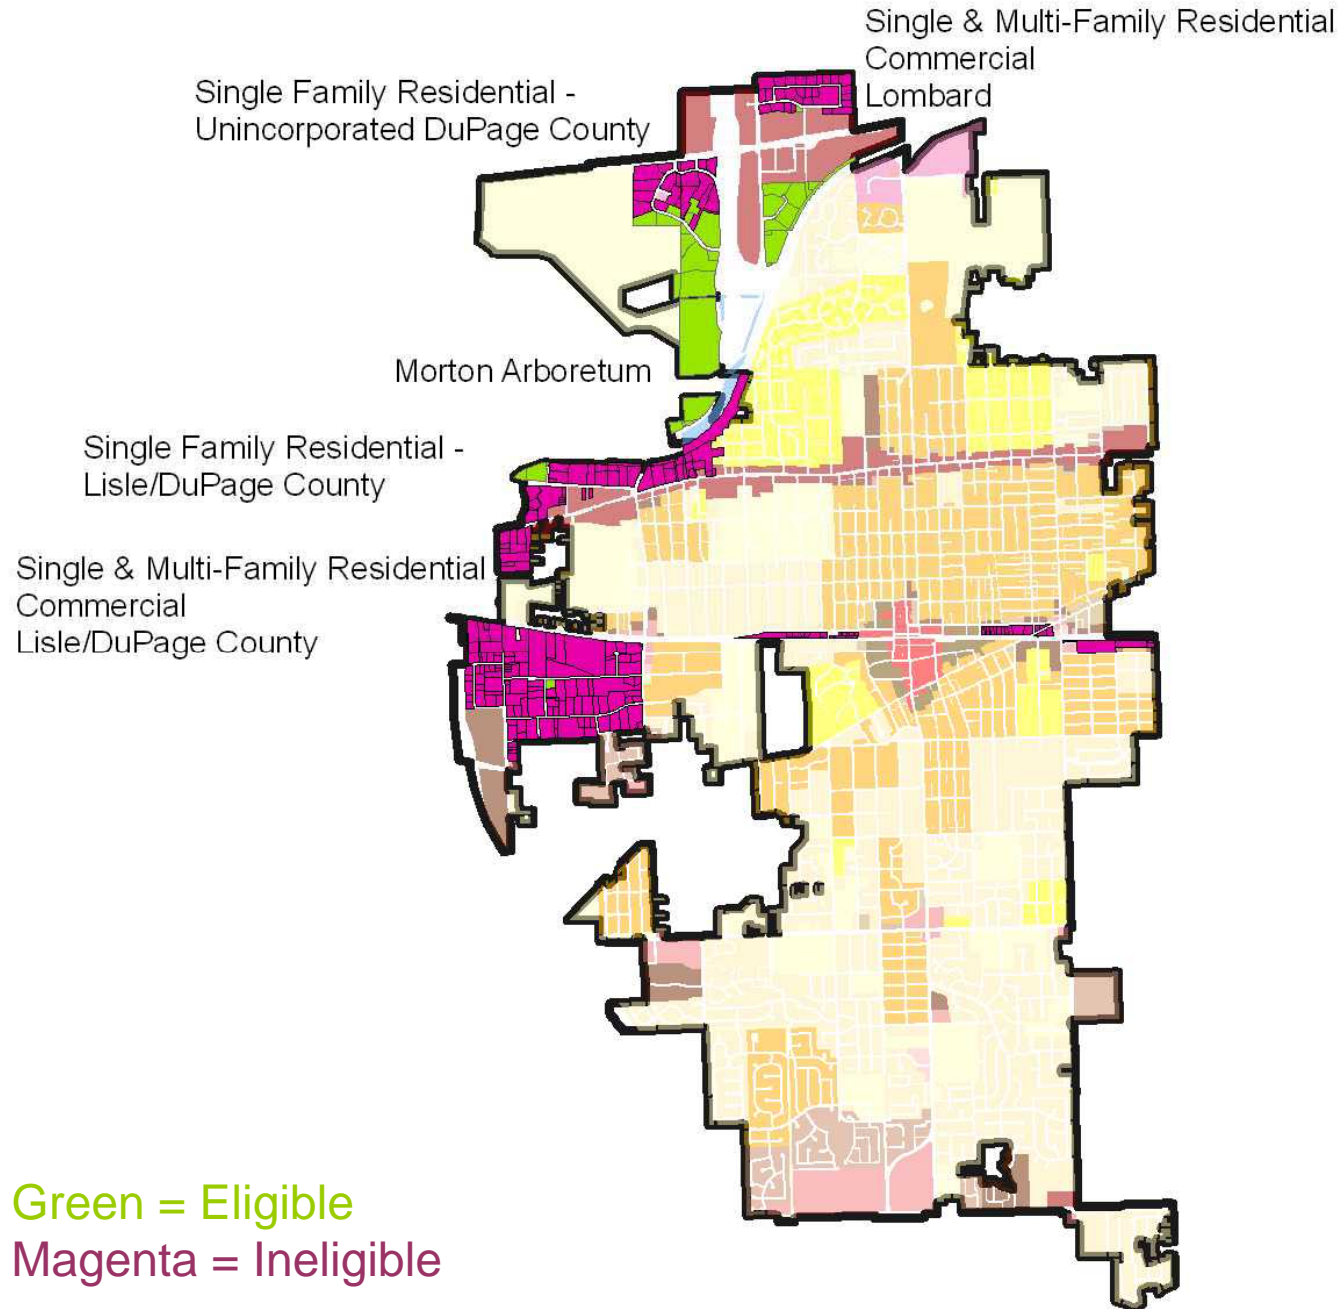 Single & Multi-Family Residential
Commercial
Lombard
Single Family Residential -
Unincorporated DuPage County
Morton Arboretum
Single Family Residential -
Lisle/DuPage County
Single & Multi-Family Residential
Commercial
Lisle/DuPage County
Green = Eligible
Magenta = Ineligible